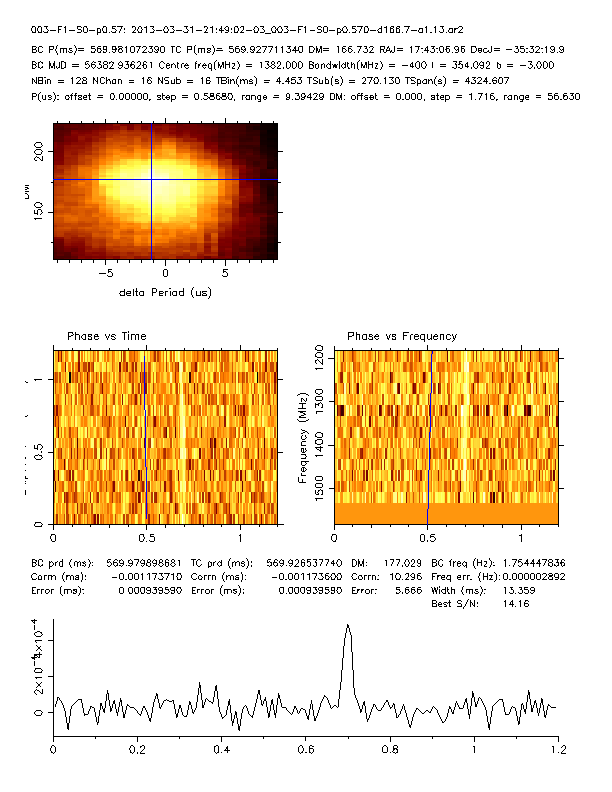 003-F1-S0-p0.57: 2013-03-31-21:49:02-03_003-F1-S0-p0.570-d166.7-a1.13.ar2
BC P(ms)= 569.981072390 TC P(ms)= 569.927711340 DM= 166.732 RAJ= 17:43:06.96 DecJ= -35:32:19.9
BC MJD = 56382.936261 Centre freq(MHz) = 1382.000 Bandwidth(MHz) = -400 l = 354.092 b = -3.000
NBin = 128 NChan = 16 NSub = 16 TBin(ms) = 4.453 TSub(s) = 270.130 TSpan(s) = 4324.607
P(us): offset = 0.00000, step = 0.58680, range = 9.39429 DM: offset = 0.000, step = 1.716, range = 56.630
200
150
-5 0 5
delta Period (us)
Phase vs Time
1
0.5
0
0 0.5 1
Phase vs Frequency
Frequency (MHz)
1200
1300
1400
1500
0 0.5 1
BC prd (ms): 569.979898681 TC prd (ms): 569.926537740 DM: 177.029 BC freq (Hz): 1.754447836
Corrn (ms): -0.001173710 Corrn (ms): -0.001173600 Corrn: 10.296 Freq err. (Hz): 0.000002892
Error (ms): 0.000939590 Error (ms): 0.000939590 Error: 5.666 Width (ms): 13.359
Best S/N: 14.16
4×10⁻⁴
2×10⁻⁴
0
0 0.2 0.4 0.6 0.8 1 1.2